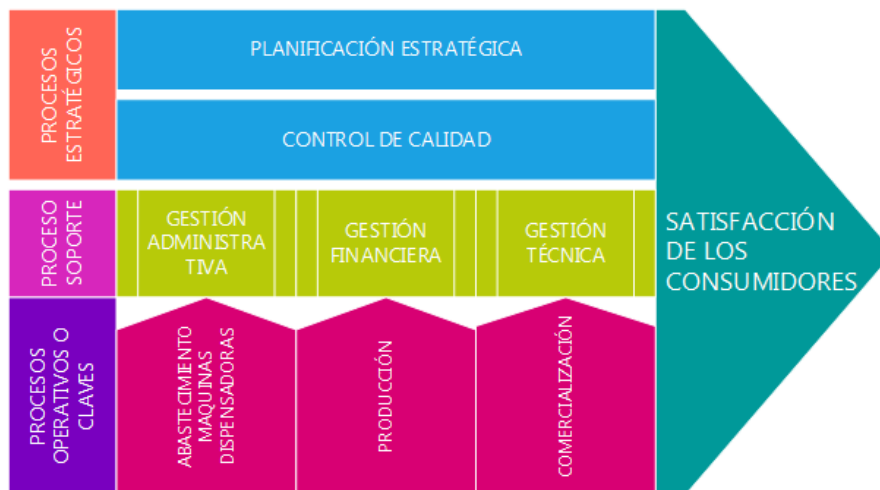 PROCESOS
ESTRATÉGICOS
PLANIFICACIÓN ESTRATÉGICA
CONTROL DE CALIDAD
PROCESO
SOPORTE
GESTIÓN
ADMINISTRA
TIVA
GESTIÓN
FINANCIERA
GESTIÓN
TÉCNICA
PROCESOS
OPERATIVOS O
CLAVES
ABASTECIMIENTO
MAQUINAS
DISPENSADORAS
PRODUCCIÓN
COMERCIALIZACIÓN
SATISFACCIÓN
DE LOS
CONSUMIDORES